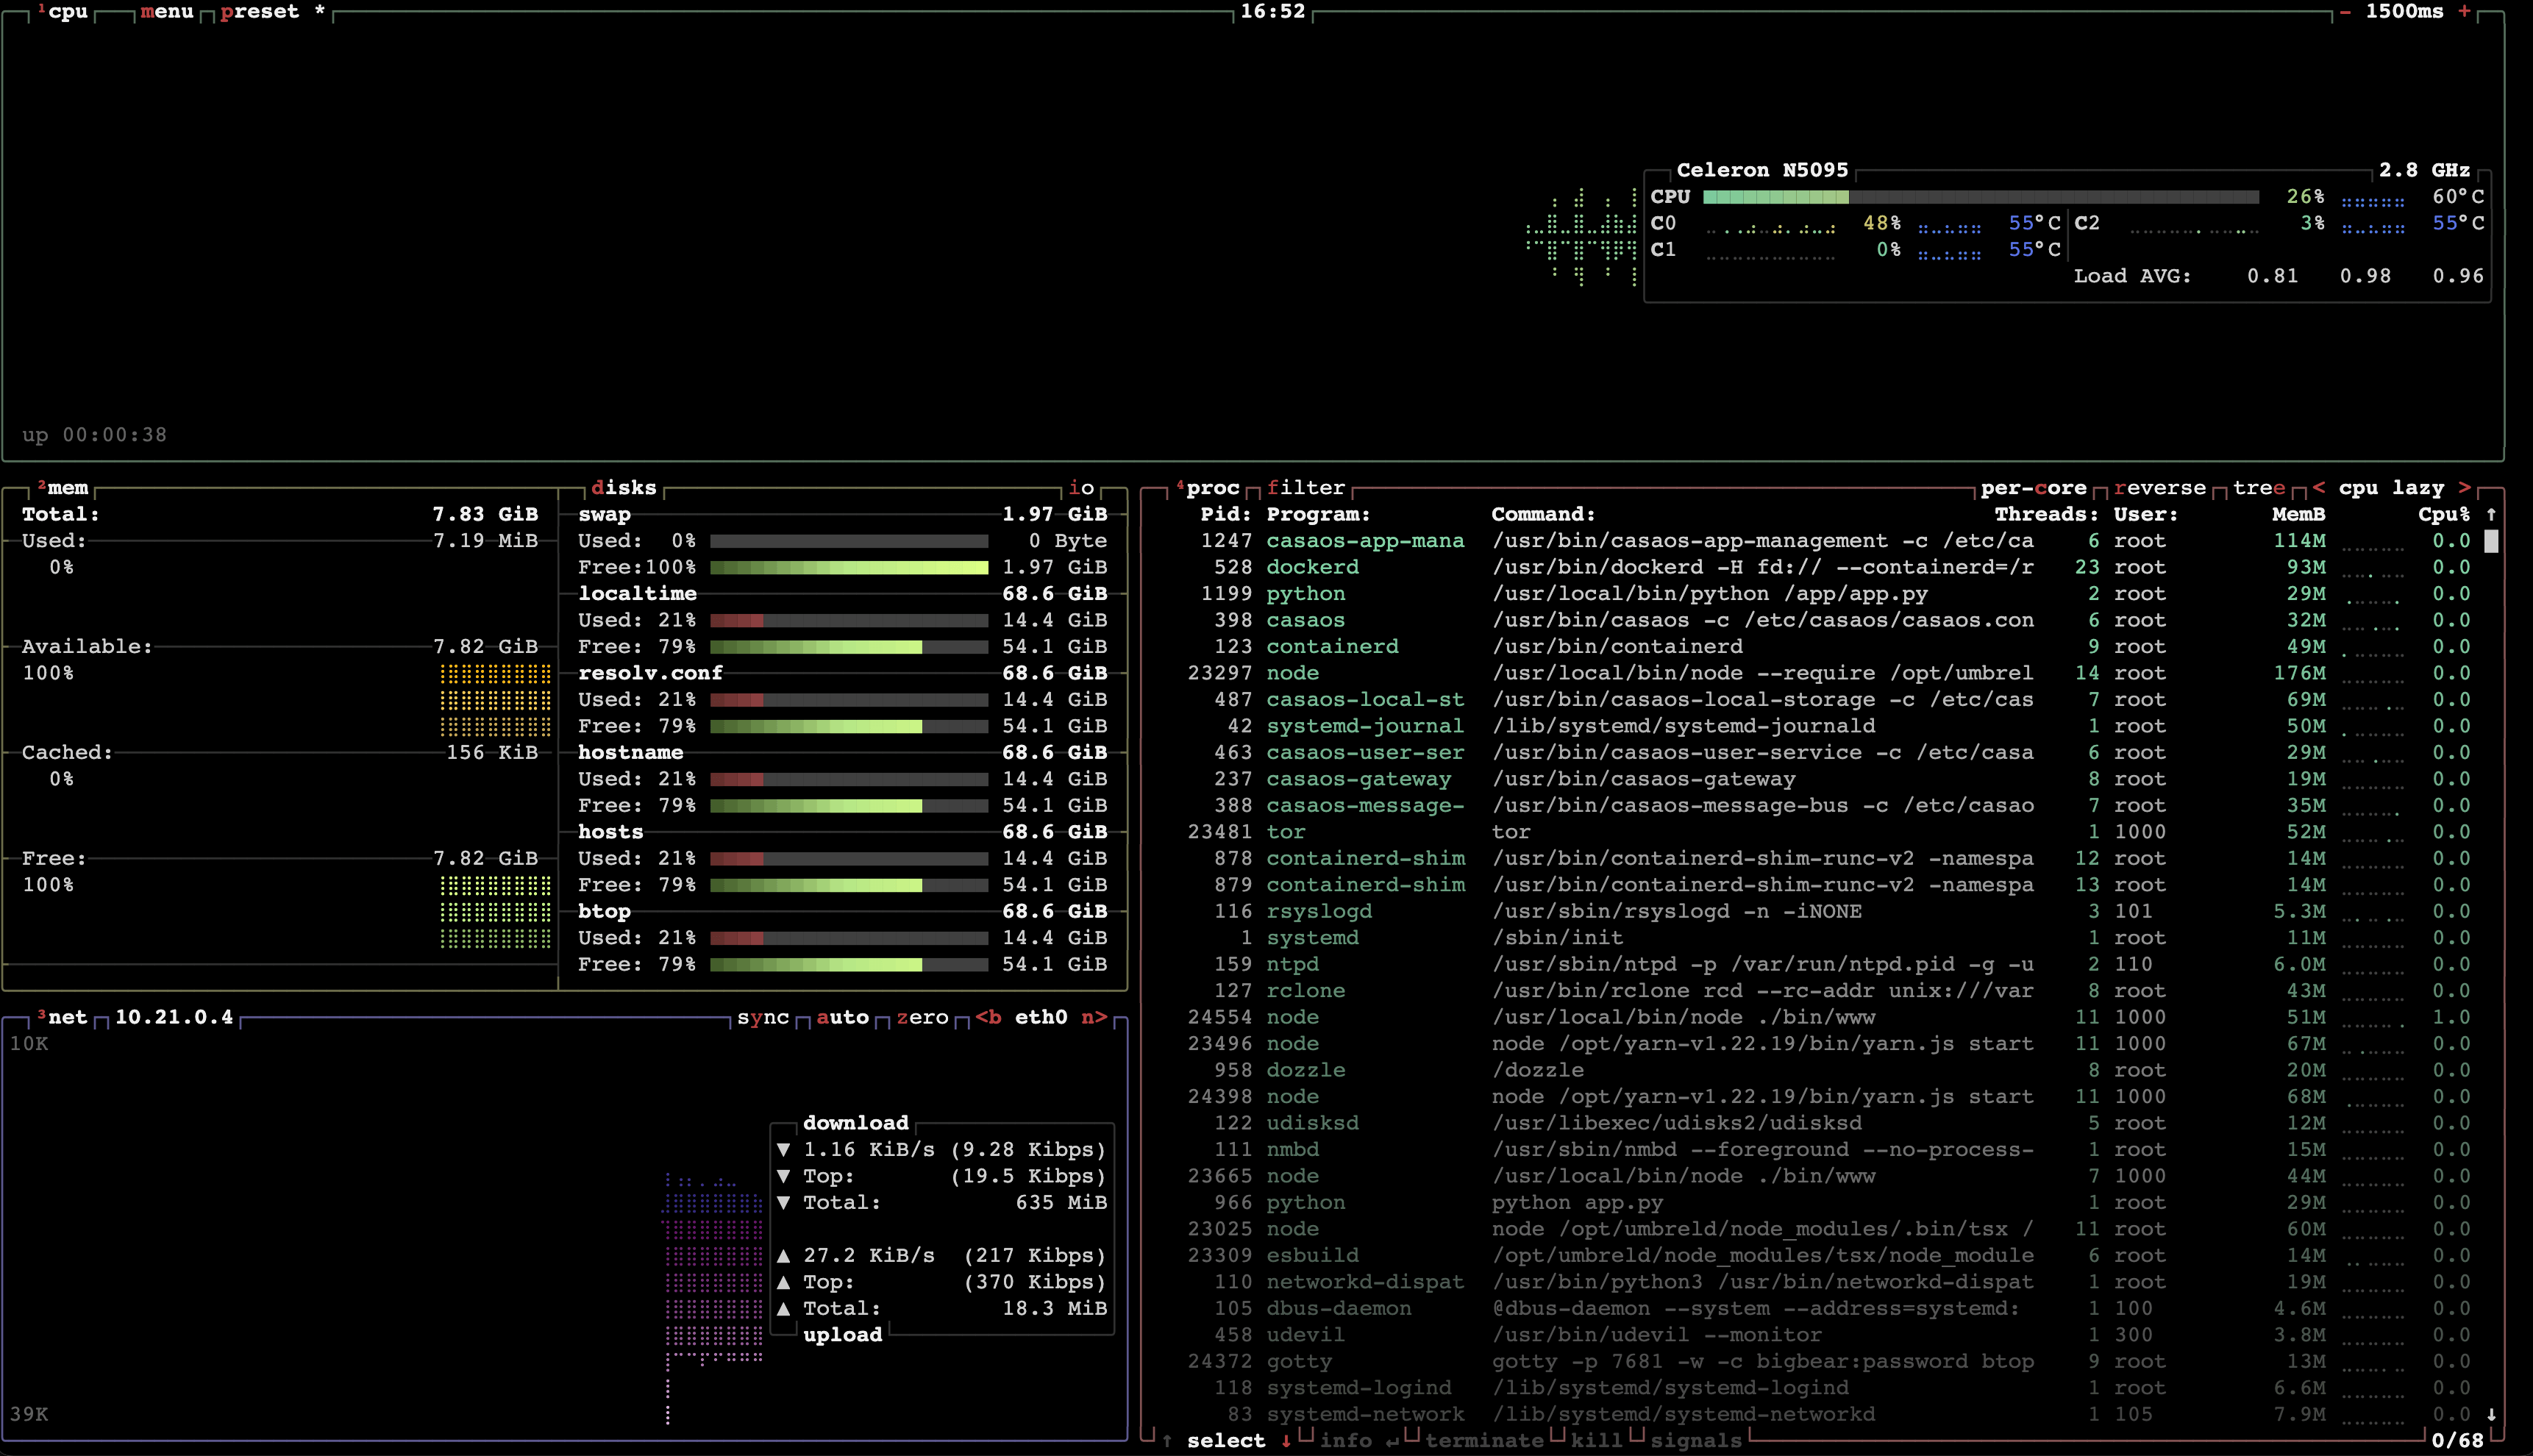 ¹cpu menu preset * 16:52 - 1500ms +
Celeron N5095 2.8 GHz
CPU 26% 60°C
C0 48% 55°C C2 3% 55°C
C1 0% 55°C
Load AVG: 0.81 0.98 0.96
up 00:00:38
²mem
Total: 7.83 GiB
Used: 7.19 MiB
0%
Available: 7.82 GiB
100%
Cached: 156 KiB
0%
Free: 7.82 GiB
100%
disks io
swap 1.97 GiB
Used: 0% 0 Byte
Free:100% 1.97 GiB
localtime 68.6 GiB
Used: 21% 14.4 GiB
Free: 79% 54.1 GiB
resolv.conf 68.6 GiB
Used: 21% 14.4 GiB
Free: 79% 54.1 GiB
hostname 68.6 GiB
Used: 21% 14.4 GiB
Free: 79% 54.1 GiB
hosts 68.6 GiB
Used: 21% 14.4 GiB
Free: 79% 54.1 GiB
btop 68.6 GiB
Used: 21% 14.4 GiB
Free: 79% 54.1 GiB
³net 10.21.0.4 sync auto zero <b eth0 n>
10K
download
▼ 1.16 KiB/s (9.28 Kibps)
▼ Top: (19.5 Kibps)
▼ Total: 635 MiB
▲ 27.2 KiB/s (217 Kibps)
▲ Top: (370 Kibps)
▲ Total: 18.3 MiB
upload
39K
⁴proc filter per-core reverse tree < cpu lazy >
Pid: Program: Command: Threads: User: MemB Cpu% ↑
1247 casaos-app-mana /usr/bin/casaos-app-management -c /etc/ca 6 root 114M 0.0
528 dockerd /usr/bin/dockerd -H fd:// --containerd=/r 23 root 93M 0.0
1199 python /usr/local/bin/python /app/app.py 2 root 29M 0.0
398 casaos /usr/bin/casaos -c /etc/casaos/casaos.con 6 root 32M 0.0
123 containerd /usr/bin/containerd 9 root 49M 0.0
23297 node /usr/local/bin/node --require /opt/umbrel 14 root 176M 0.0
487 casaos-local-st /usr/bin/casaos-local-storage -c /etc/cas 7 root 69M 0.0
42 systemd-journal /lib/systemd/systemd-journald 1 root 50M 0.0
463 casaos-user-ser /usr/bin/casaos-user-service -c /etc/casa 6 root 29M 0.0
237 casaos-gateway /usr/bin/casaos-gateway 8 root 19M 0.0
388 casaos-message- /usr/bin/casaos-message-bus -c /etc/casao 7 root 35M 0.0
23481 tor tor 1 1000 52M 0.0
878 containerd-shim /usr/bin/containerd-shim-runc-v2 -namespa 12 root 14M 0.0
879 containerd-shim /usr/bin/containerd-shim-runc-v2 -namespa 13 root 14M 0.0
116 rsyslogd /usr/sbin/rsyslogd -n -iNONE 3 101 5.3M 0.0
1 systemd /sbin/init 1 root 11M 0.0
159 ntpd /usr/sbin/ntpd -p /var/run/ntpd.pid -g -u 2 110 6.0M 0.0
127 rclone /usr/bin/rclone rcd --rc-addr unix:///var 8 root 43M 0.0
24554 node /usr/local/bin/node ./bin/www 11 1000 51M 1.0
23496 node node /opt/yarn-v1.22.19/bin/yarn.js start 11 1000 67M 0.0
958 dozzle /dozzle 8 root 20M 0.0
24398 node node /opt/yarn-v1.22.19/bin/yarn.js start 11 1000 68M 0.0
122 udisksd /usr/libexec/udisks2/udisksd 5 root 12M 0.0
111 nmbd /usr/sbin/nmbd --foreground --no-process- 1 root 15M 0.0
23665 node /usr/local/bin/node ./bin/www 7 1000 44M 0.0
966 python python app.py 1 root 29M 0.0
23025 node node /opt/umbreld/node_modules/.bin/tsx / 11 root 60M 0.0
23309 esbuild /opt/umbreld/node_modules/tsx/node_module 6 root 14M 0.0
110 networkd-dispat /usr/bin/python3 /usr/bin/networkd-dispat 1 root 19M 0.0
105 dbus-daemon @dbus-daemon --system --address=systemd: 1 100 4.6M 0.0
458 udevil /usr/bin/udevil --monitor 1 300 3.8M 0.0
24372 gotty gotty -p 7681 -w -c bigbear:password btop 9 root 13M 0.0
118 systemd-logind /lib/systemd/systemd-logind 1 root 6.6M 0.0
83 systemd-network /lib/systemd/systemd-networkd 1 105 7.9M 0.0 ↓
↑ select ↓ info ↵ terminate kill signals 0/68